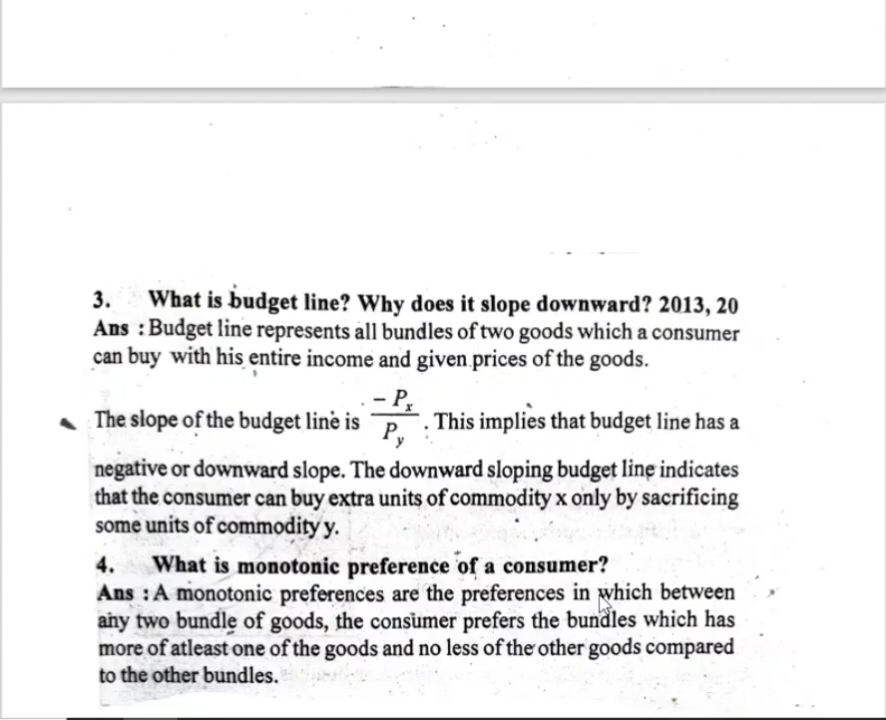 3. What is budget line? Why does it slope downward? 2013, 20
Ans : Budget line represents all bundles of two goods which a consumer
can buy with his entire income and given prices of the goods.
The slope of the budget line is −Px/Py. This implies that budget line has a
negative or downward slope. The downward sloping budget line indicates
that the consumer can buy extra units of commodity x only by sacrificing
some units of commodity y.
4. What is monotonic preference of a consumer?
Ans : A monotonic preferences are the preferences in which between
any two bundle of goods, the consumer prefers the bundles which has
more of atleast one of the goods and no less of the other goods compared
to the other bundles.